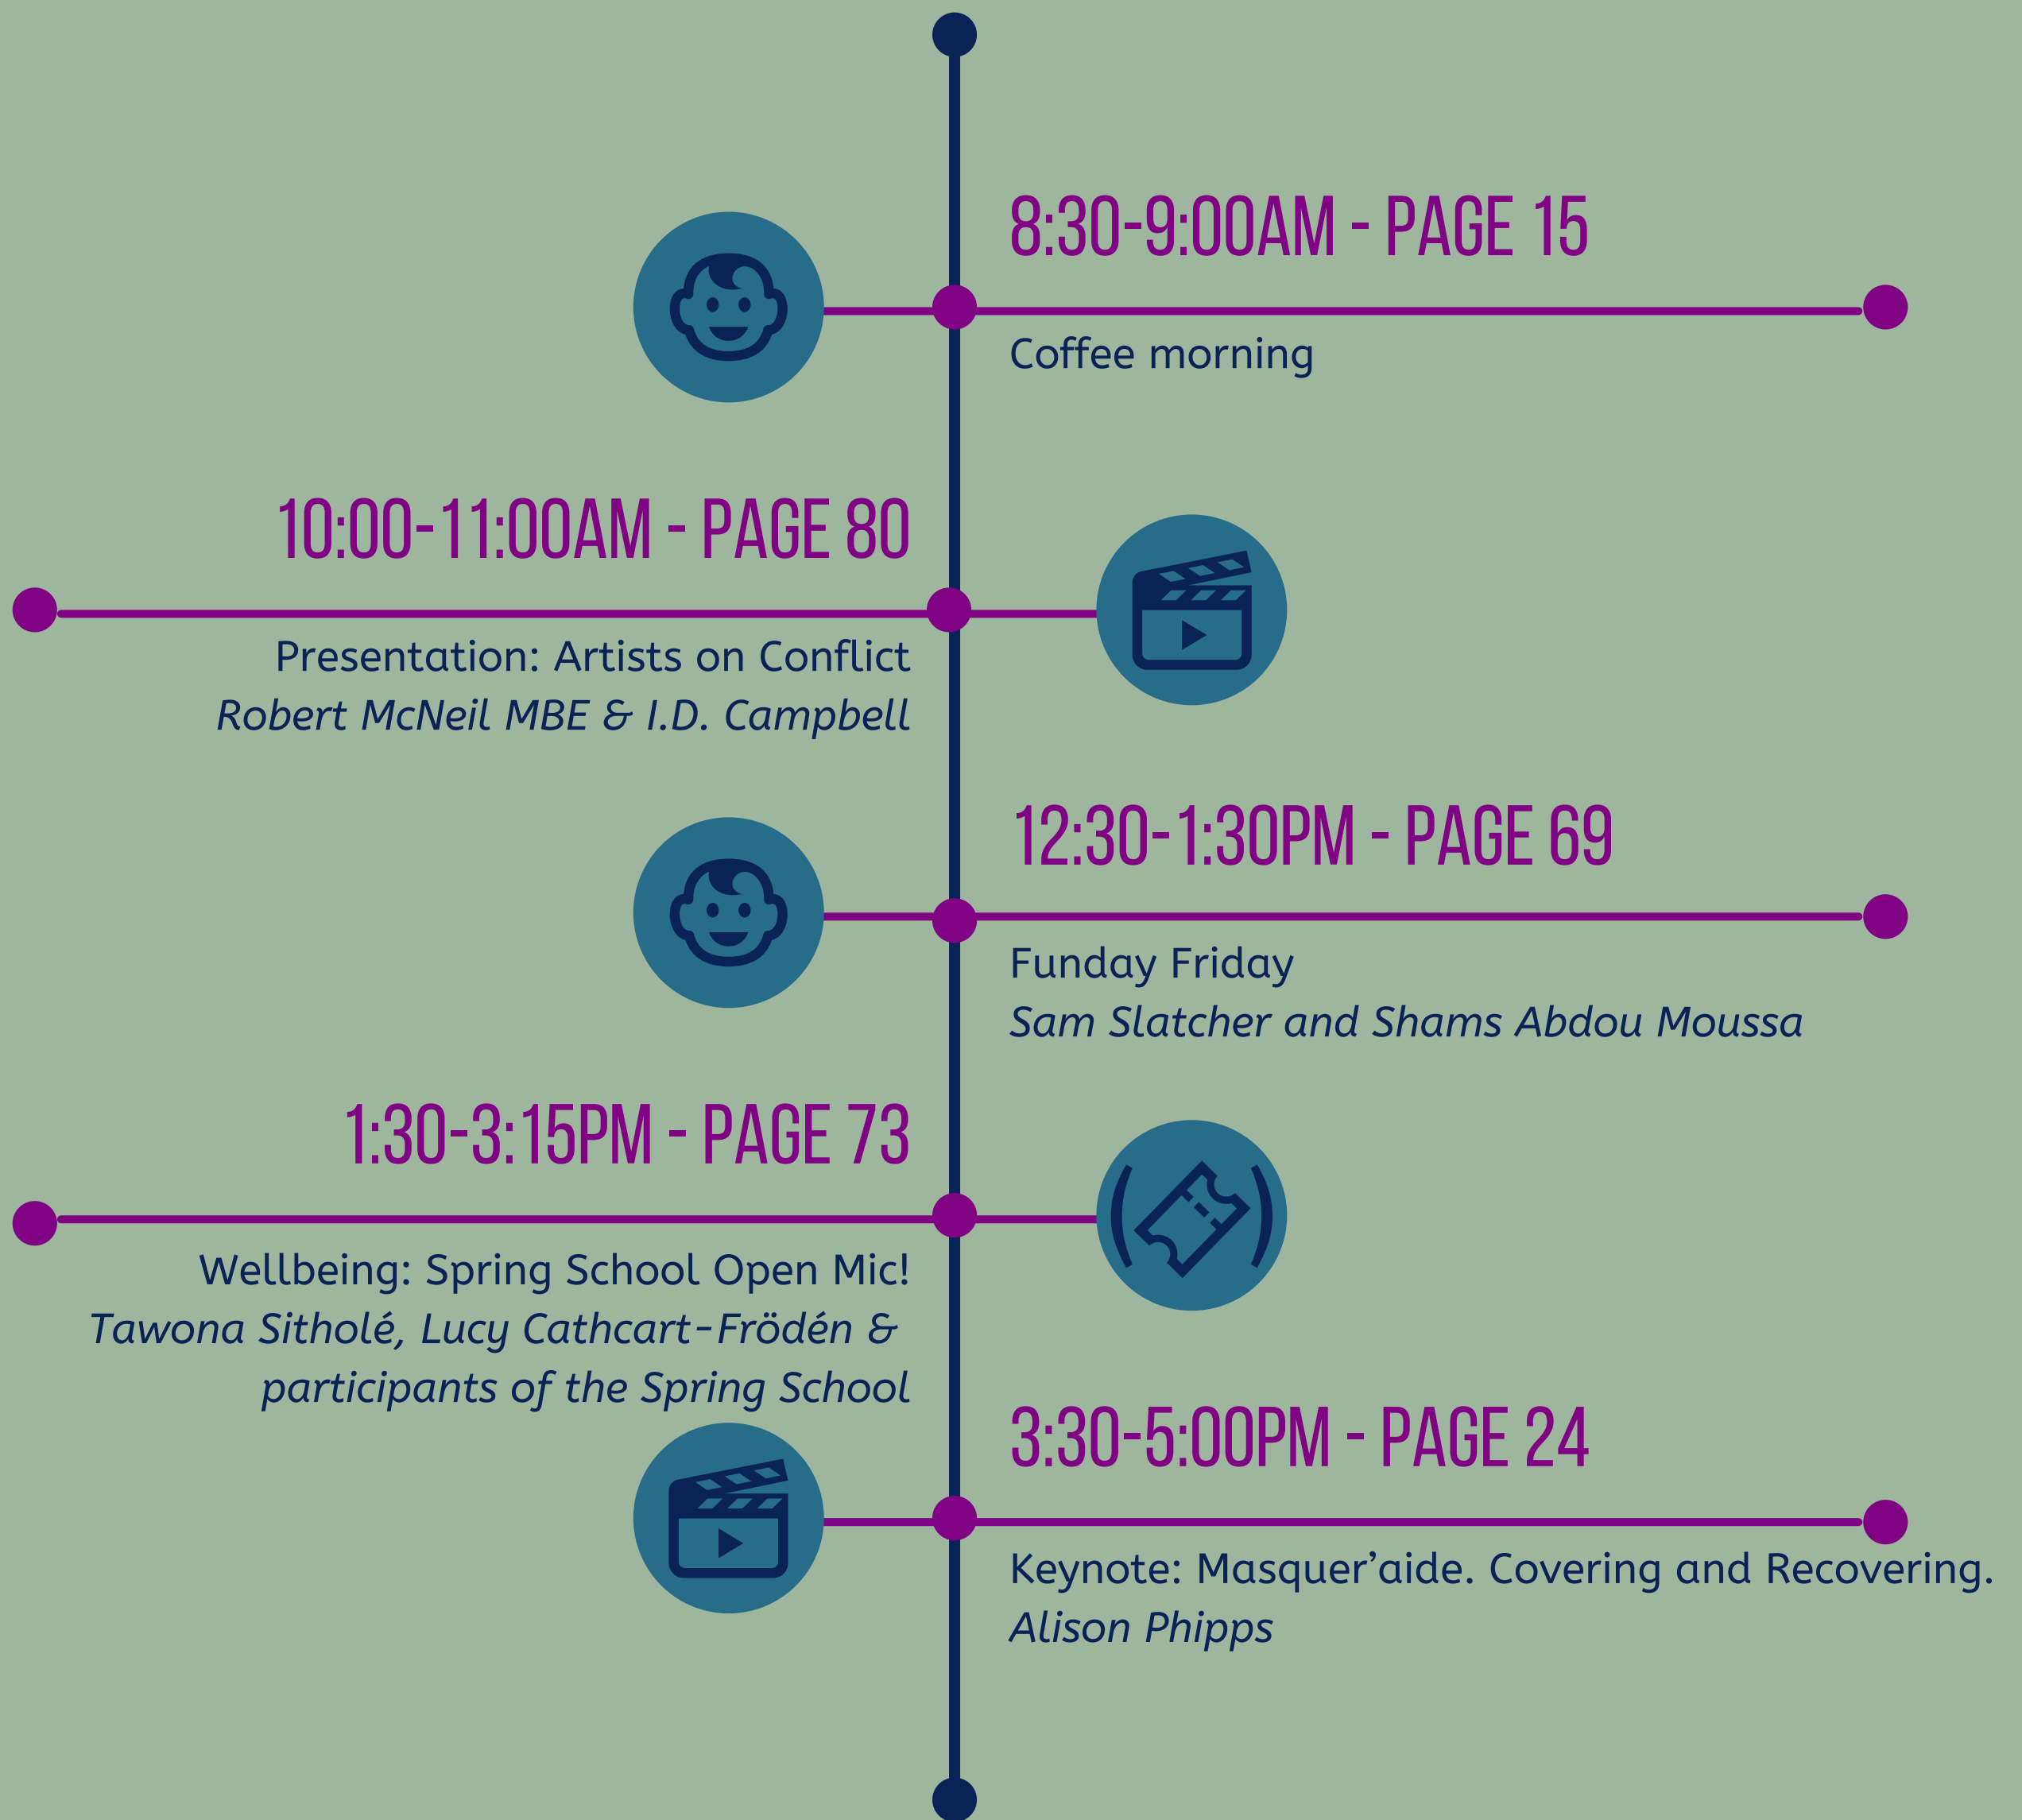 8:30-9:00AM - PAGE 15
Coffee morning
10:00-11:00AM - PAGE 80
Presentation: Artists on Conflict
Robert McNeil MBE & I.D. Campbell
12:30-1:30PM - PAGE 69
Funday Friday
Sam Slatcher and Shams Abdou Moussa
1:30-3:15PM - PAGE 73
Wellbeing: Spring School Open Mic!
Tawona Sitholé, Lucy Cathcart-Frödén &
participants of the Spring School
3:30-5:00PM - PAGE 24
Keynote: Masquer’aide. Covering and Recovering.
Alison Phipps